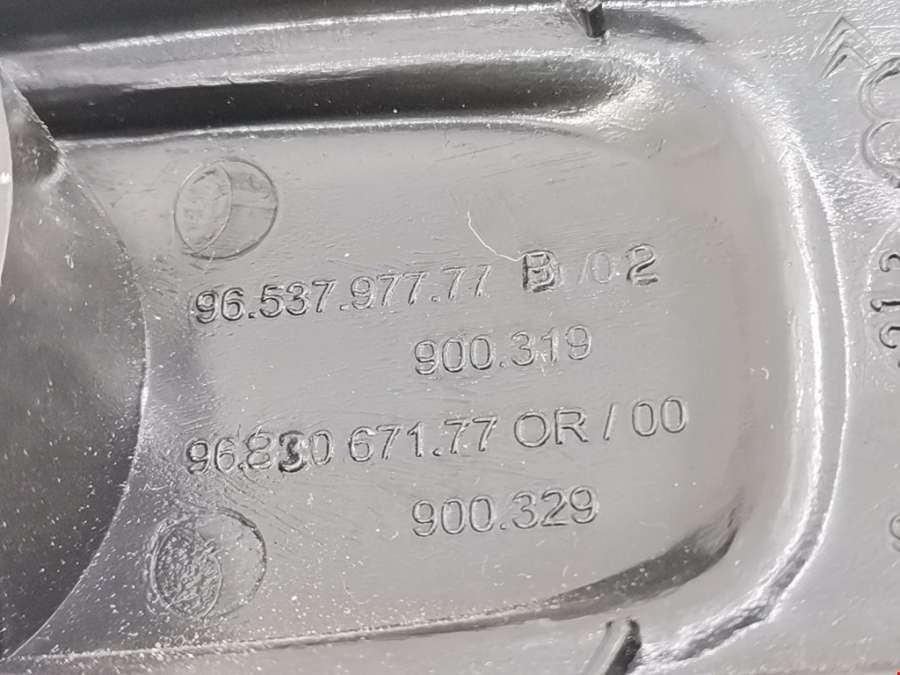 96.537.977.77 B /02
900.319
96.830 671.77 OR / 00
900.329